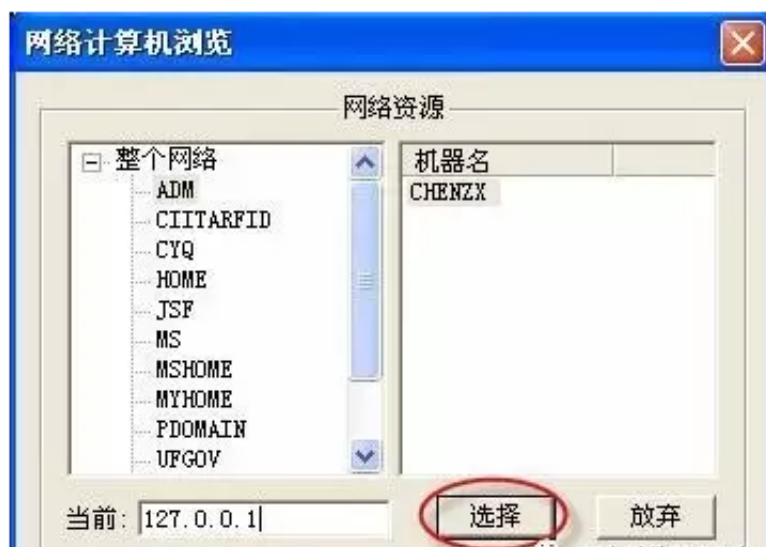 网络计算机浏览
网络资源
整个网络
ADM
CIITARFID
CYQ
HOME
JSF
MS
MSHOME
MYHOME
PDOMAIN
UFGOV
机器名
CHENZX
当前: 127.0.0.1
选择
放弃